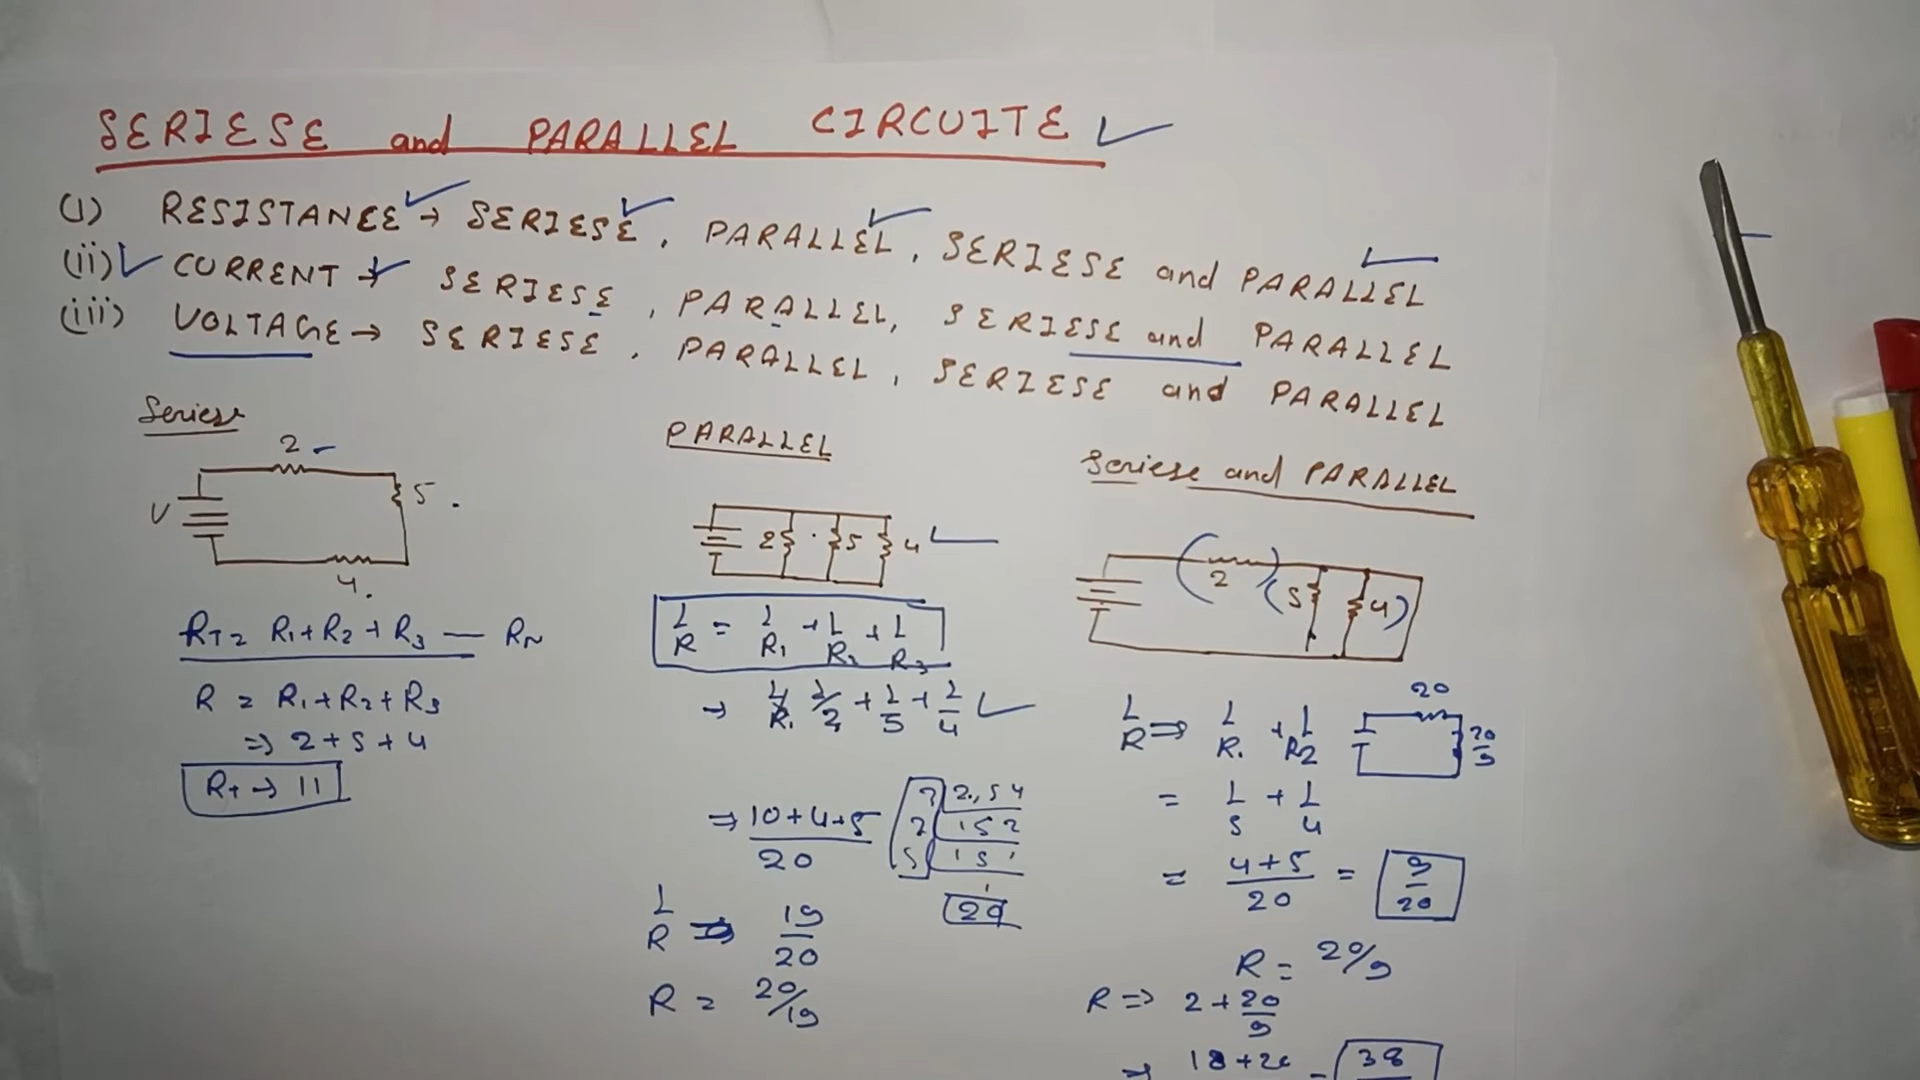 SERIESE and PARALLEL CIRCUITE
(i) RESISTANCE → SERIESE, PARALLEL, SERIESE and PARALLEL
(ii) CURRENT → SERIESE, PARALLEL, SERIESE and PARALLEL
(iii) VOLTAGE → SERIESE, PARALLEL, SERIESE and PARALLEL
Seriese
2
5
V
4
RT = R1 + R2 + R3 — RN
R = R1 + R2 + R3
⇒ 2 + 5 + 4
RT → 11
PARALLEL
2 5 4
1/R = 1/R1 + 1/R2 + 1/R3
→ 1/2 + 1/5 + 1/4
⇒ 10+4+5/20
2 2, 5 4
2 1 5 2
5 1 5 1
20
1/R ⇒ 19/20
R = 20/19
Seriese and PARALLEL
2 5 4
1/R ⇒ 1/R1 + 1/R2
20
20/9
= 1/5 + 1/4
= 4+5/20 = 9/20
R = 20/9
R ⇒ 2 + 20/9
38